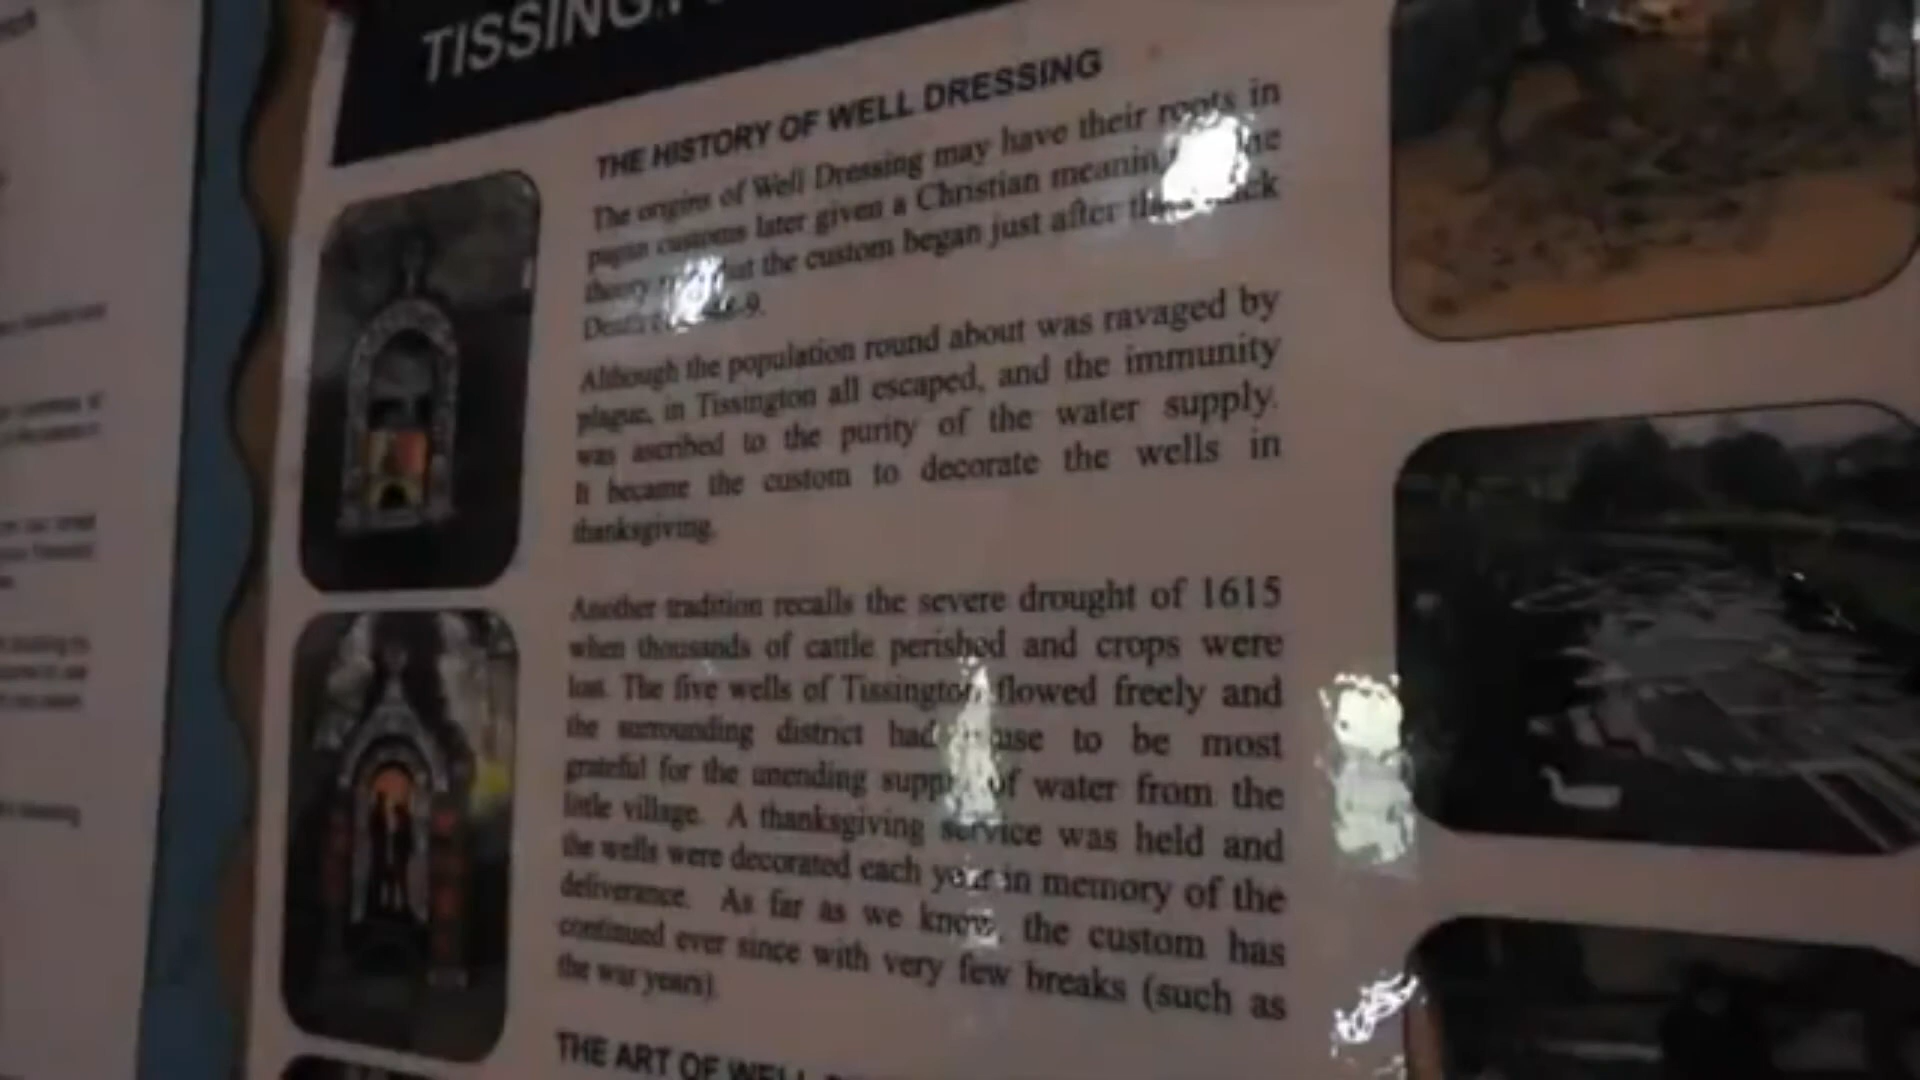 THE HISTORY OF WELL DRESSING
The origins of Well Dressing may have their roots in
pagan customs later given a Christian
theory the custom began just after
Although the population round about was ravaged by
plague, in Tissington all escaped, and the immunity
was ascribed to the purity of the water supply.
It became the custom to decorate the wells in
thanksgiving.
Another tradition recalls the severe drought of 1615
when thousands of cattle perished and crops were
lost. The five wells of Tissington flowed freely and
the surrounding district had to be most
grateful for the unending supply of water from the
little village. A thanksgiving service was held and
the wells were decorated each year in memory of the
deliverance. As far as we know, the custom has
continued ever since with very few breaks (such as
the war years).
THE ART OF WELL